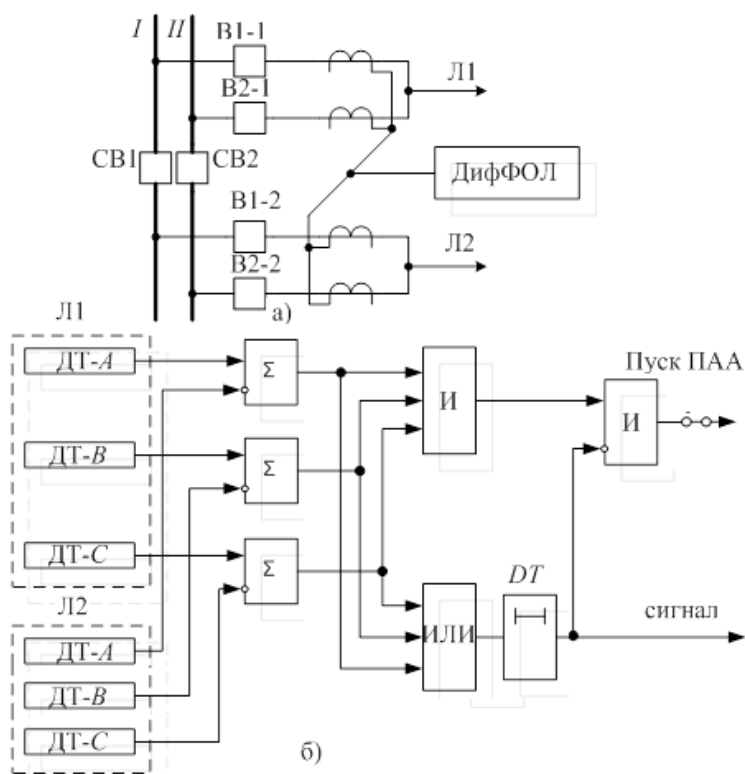 I II
В1-1
Л1
В2-1
СВ1
СВ2
ДифФОЛ
В1-2
Л2
В2-2
а)
Л1
ДТ-А
Σ
Пуск ПАА
И
И
ДТ-В
Σ
ДТ-С
Σ
Л2
DT
ИЛИ
сигнал
ДТ-А
ДТ-В
ДТ-С
б)